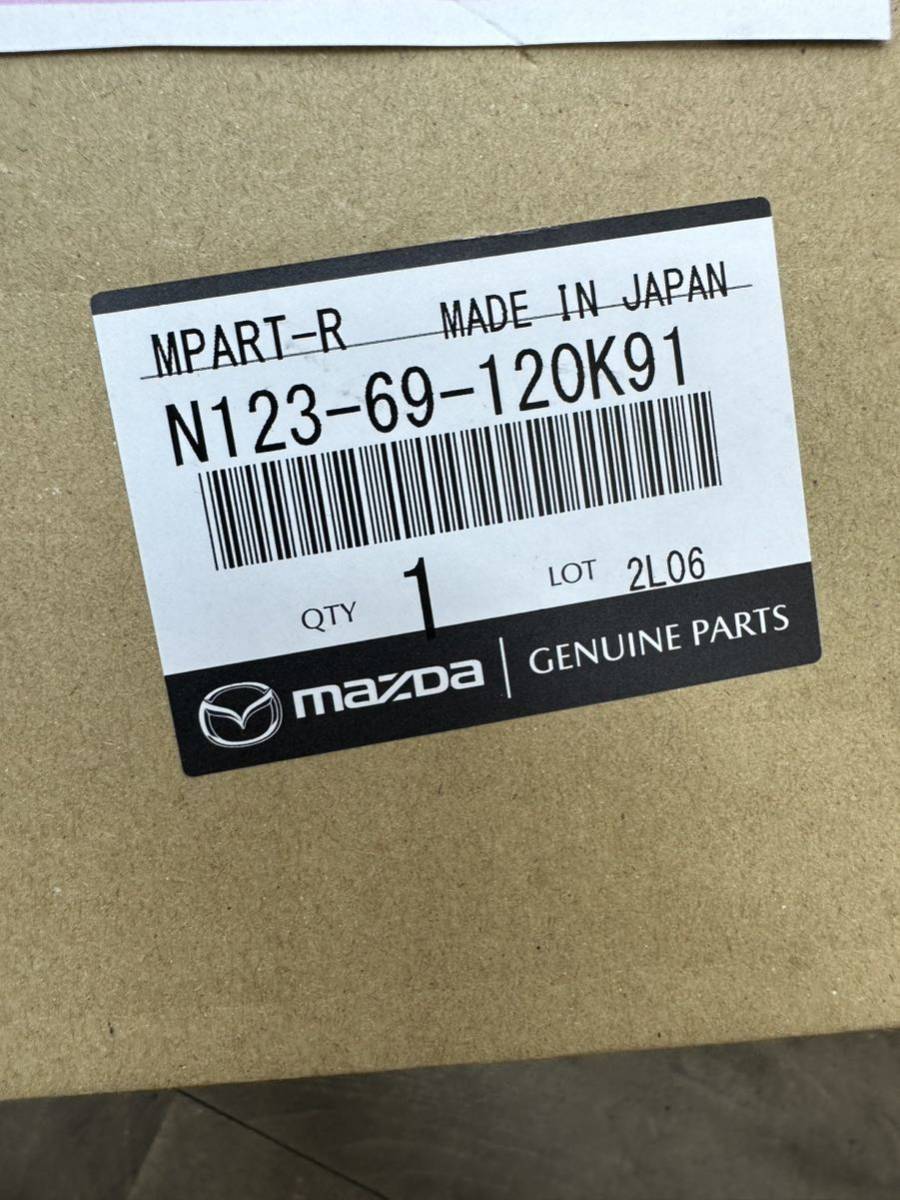 MPART-R MADE IN JAPAN
N123-69-120K91
QTY 1 LOT 2L06
mazda GENUINE PARTS